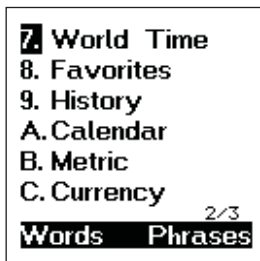 7. World Time
8. Favorites
9. History
A. Calendar
B. Metric
C. Currency
2/3
Words Phrases